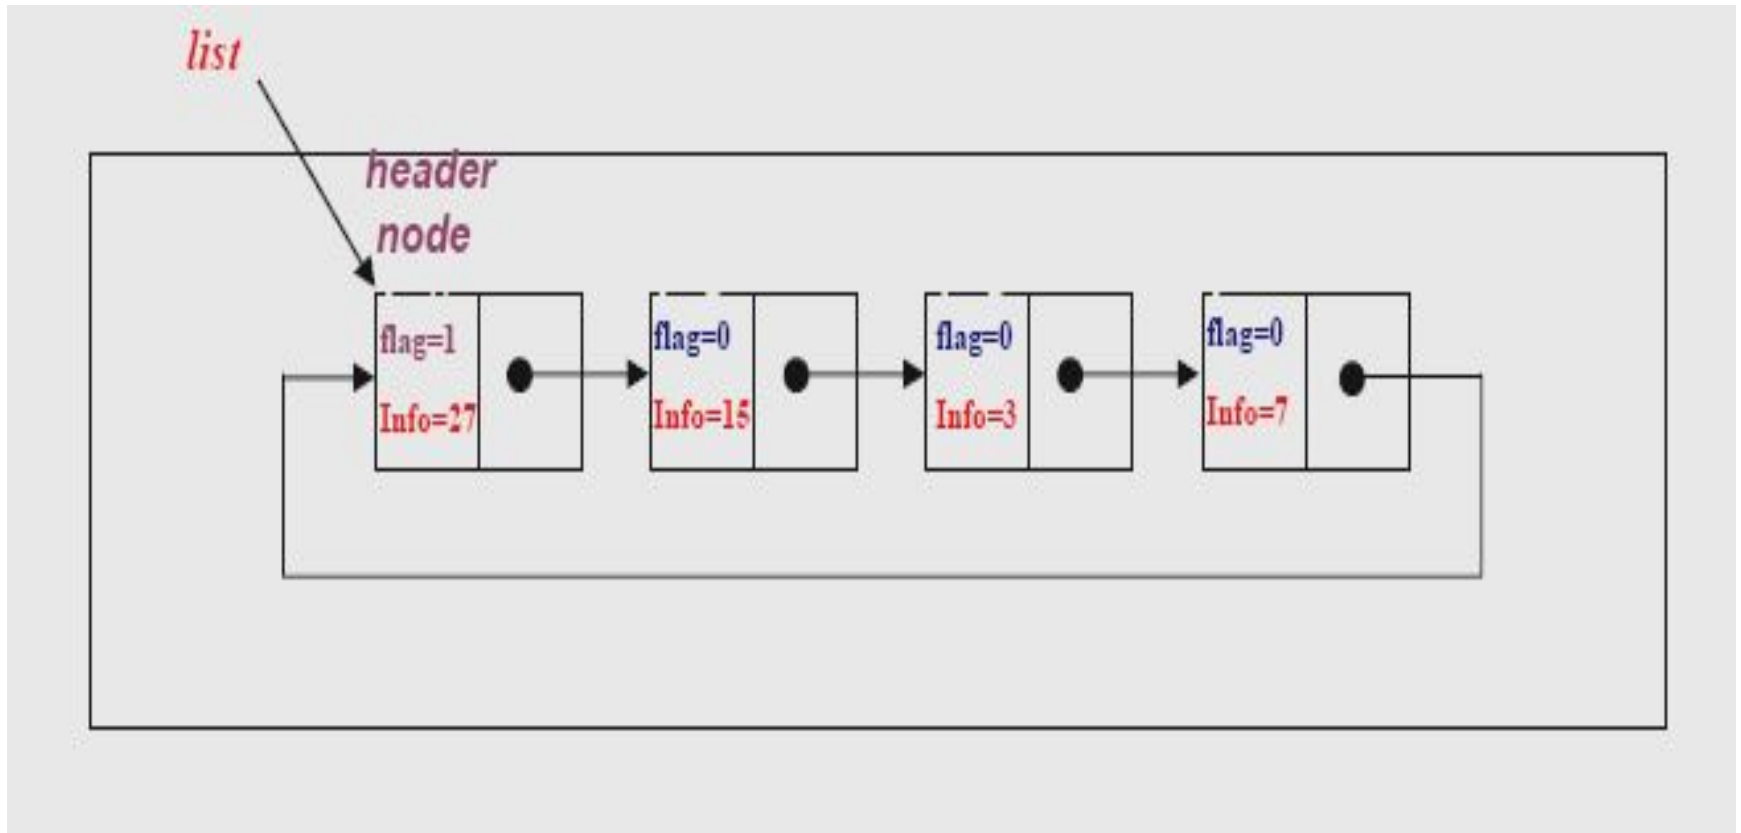 list
header
node
flag=1
Info=27
flag=0
Info=15
flag=0
Info=3
flag=0
Info=7